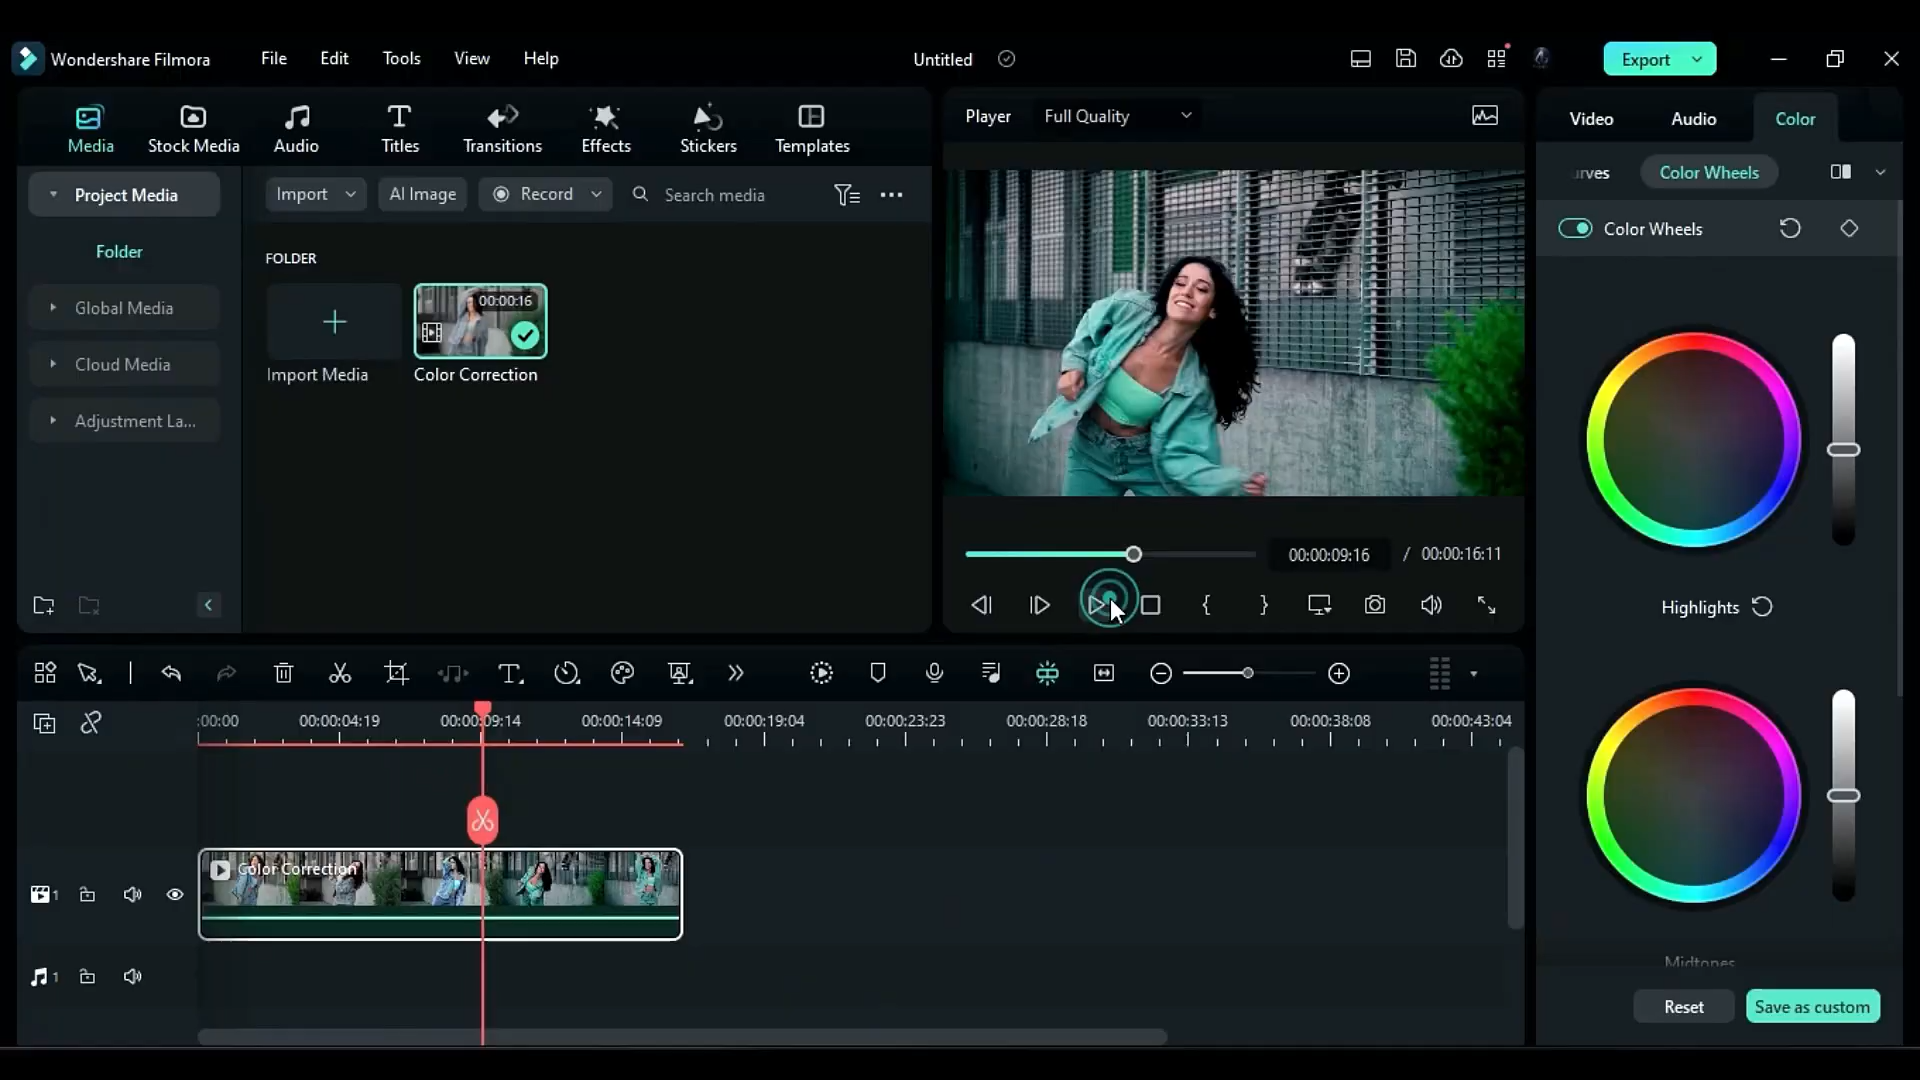 Wondershare Filmora File Edit Tools View Help Untitled Export
Media Stock Media Audio Titles Transitions Effects Stickers Templates
Player Full Quality
Video Audio Color
Project Media
Import AI Image Record Search media
urves Color Wheels
Color Wheels
Folder
Global Media
Cloud Media
Adjustment La...
FOLDER
00:00:16
Import Media Color Correction
00:00:09:16 / 00:00:16:11
Highlights
:00:00 00:00:04:19 00:00:09:14 00:00:14:09 00:00:19:04 00:00:23:23 00:00:28:18 00:00:33:13 00:00:38:08 00:00:43:04
Color Correction
1
1
Midtones
Reset Save as custom